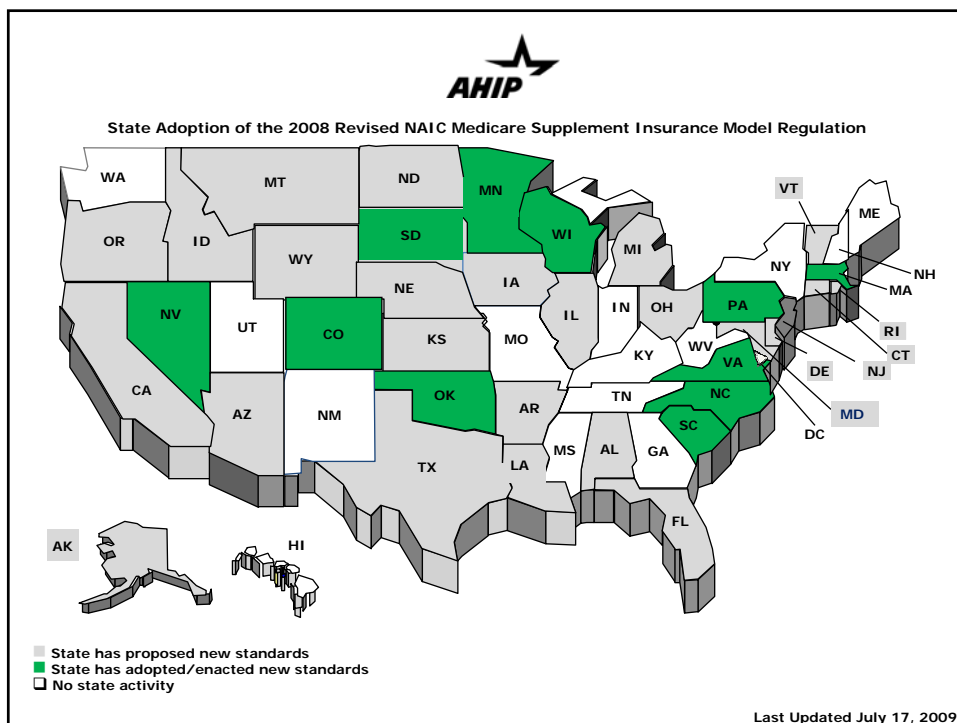 AHIP
State Adoption of the 2008 Revised NAIC Medicare Supplement Insurance Model Regulation
WA
MT
ND
MN
VT
ME
OR
ID
SD
WI
MI
NY
NH
WY
MA
IA
NE
PA
NV
IL
IN
OH
RI
UT
CO
KS
MO
WV
VA
CT
KY
DE
NJ
CA
OK
TN
NC
MD
AZ
NM
AR
SC
DC
MS
AL
GA
TX
LA
FL
AK
HI
State has proposed new standards
State has adopted/enacted new standards
No state activity
Last Updated July 17, 2009